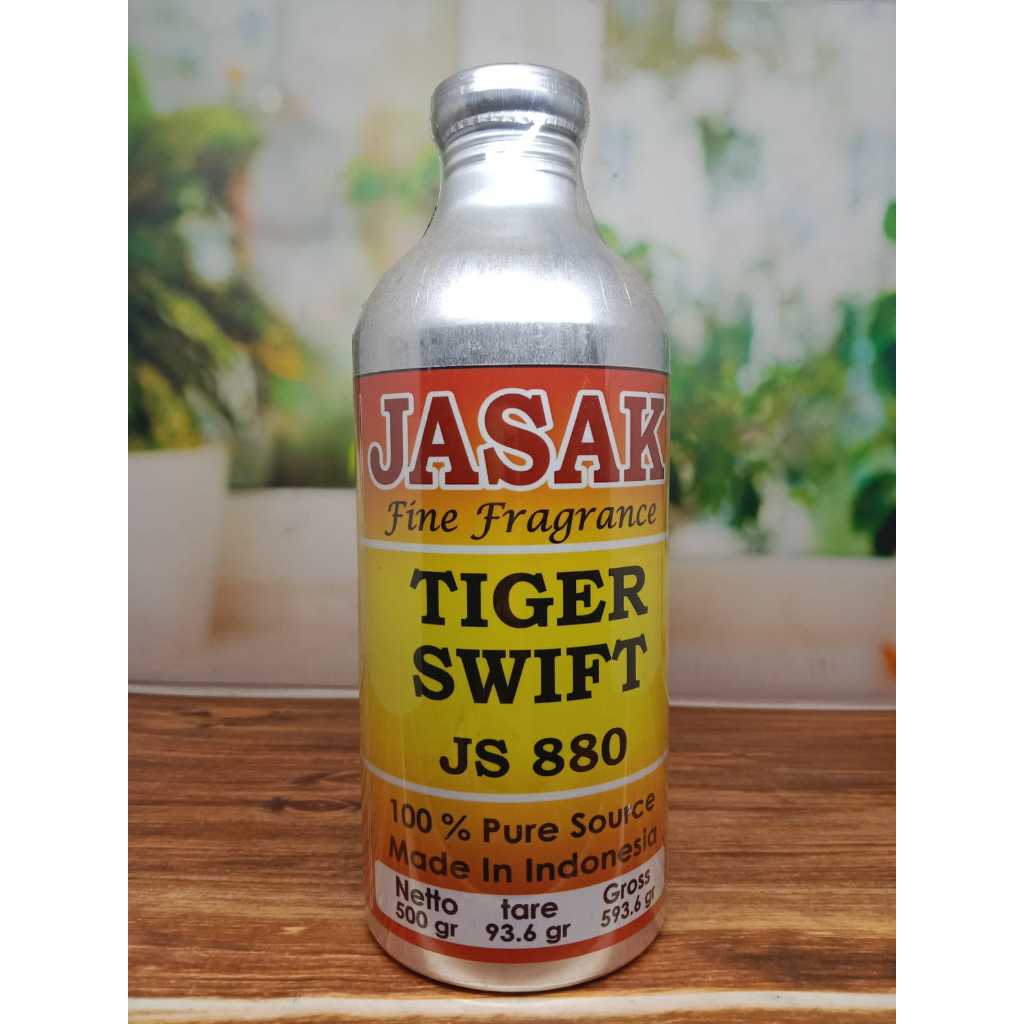 JASAK
Fine Fragrance
TIGER
SWIFT
JS 880
100 % Pure Source
Made In Indonesia
Netto tare Gross
500 gr 93.6 gr 593.6 gr